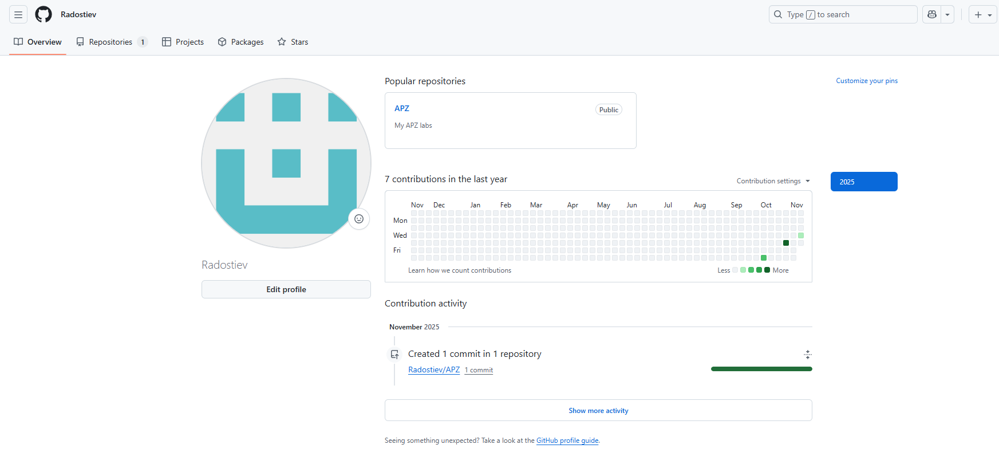 Radostiev
Type / to search
Overview
Repositories 1
Projects
Packages
Stars
Radostiev
Edit profile
Popular repositories
Customize your pins
APZ
Public
My APZ labs
7 contributions in the last year
Contribution settings
2025
Nov Dec Jan Feb Mar Apr May Jun Jul Aug Sep Oct Nov
Mon
Wed
Fri
Learn how we count contributions
Less
More
Contribution activity
November 2025
Created 1 commit in 1 repository
Radostiev/APZ 1 commit
Show more activity
Seeing something unexpected? Take a look at the GitHub profile guide.